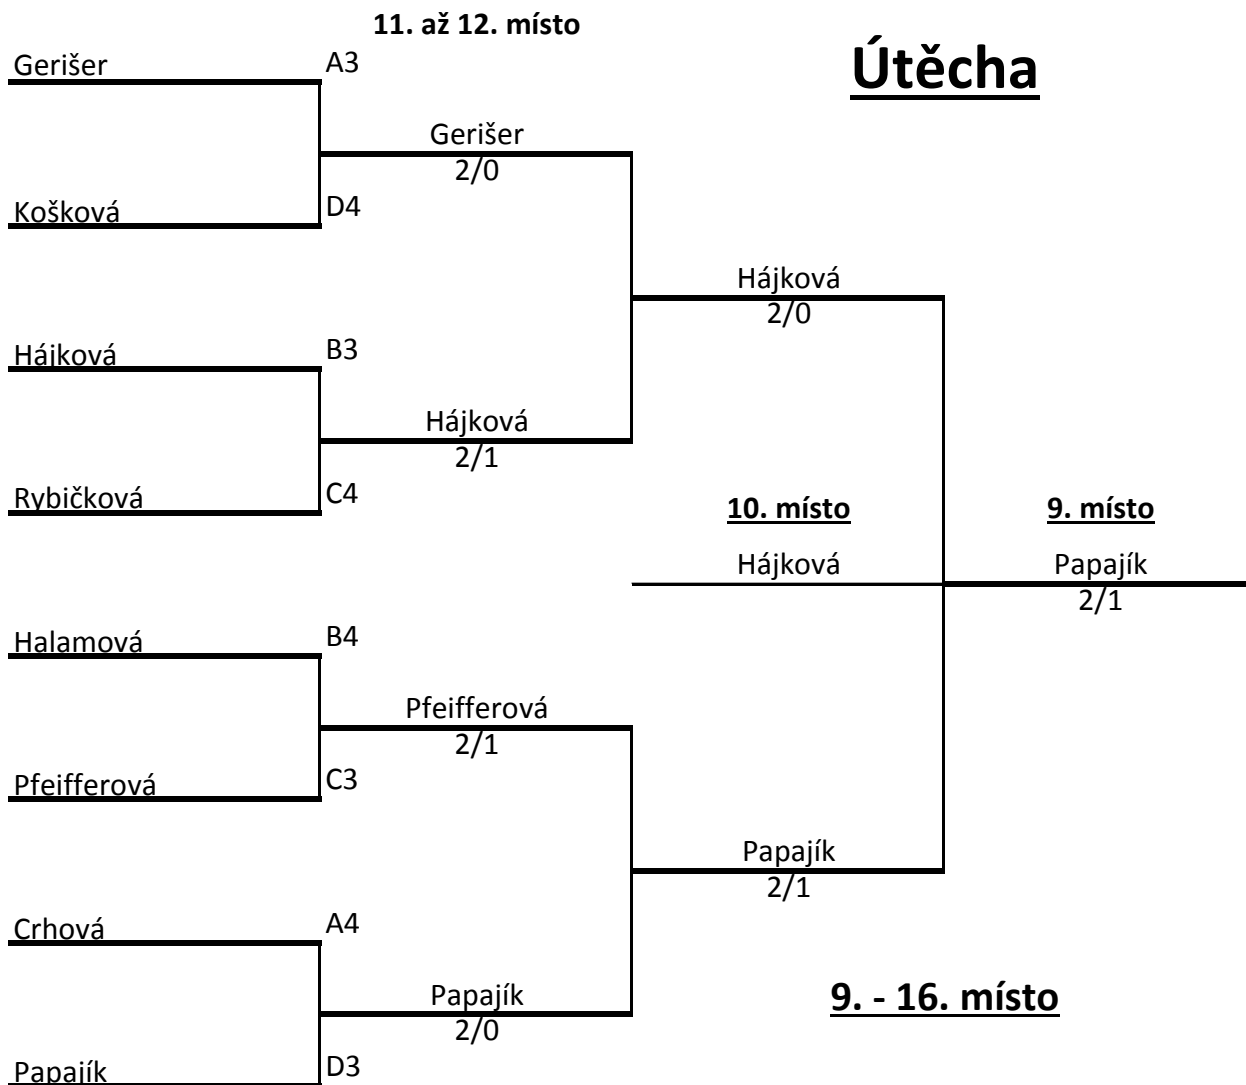 11. až 12. místo
Útěcha
Gerišer
A3
Gerišer
2/0
Košková
D4
Hájková
2/0
Hájková
B3
Hájková
2/1
Rybičková
C4
10. místo
9. místo
Hájková
Papajík
2/1
Halamová
B4
Pfeifferová
2/1
Pfeifferová
C3
Papajík
2/1
Crhová
A4
Papajík
2/0
9. - 16. místo
Papajík
D3